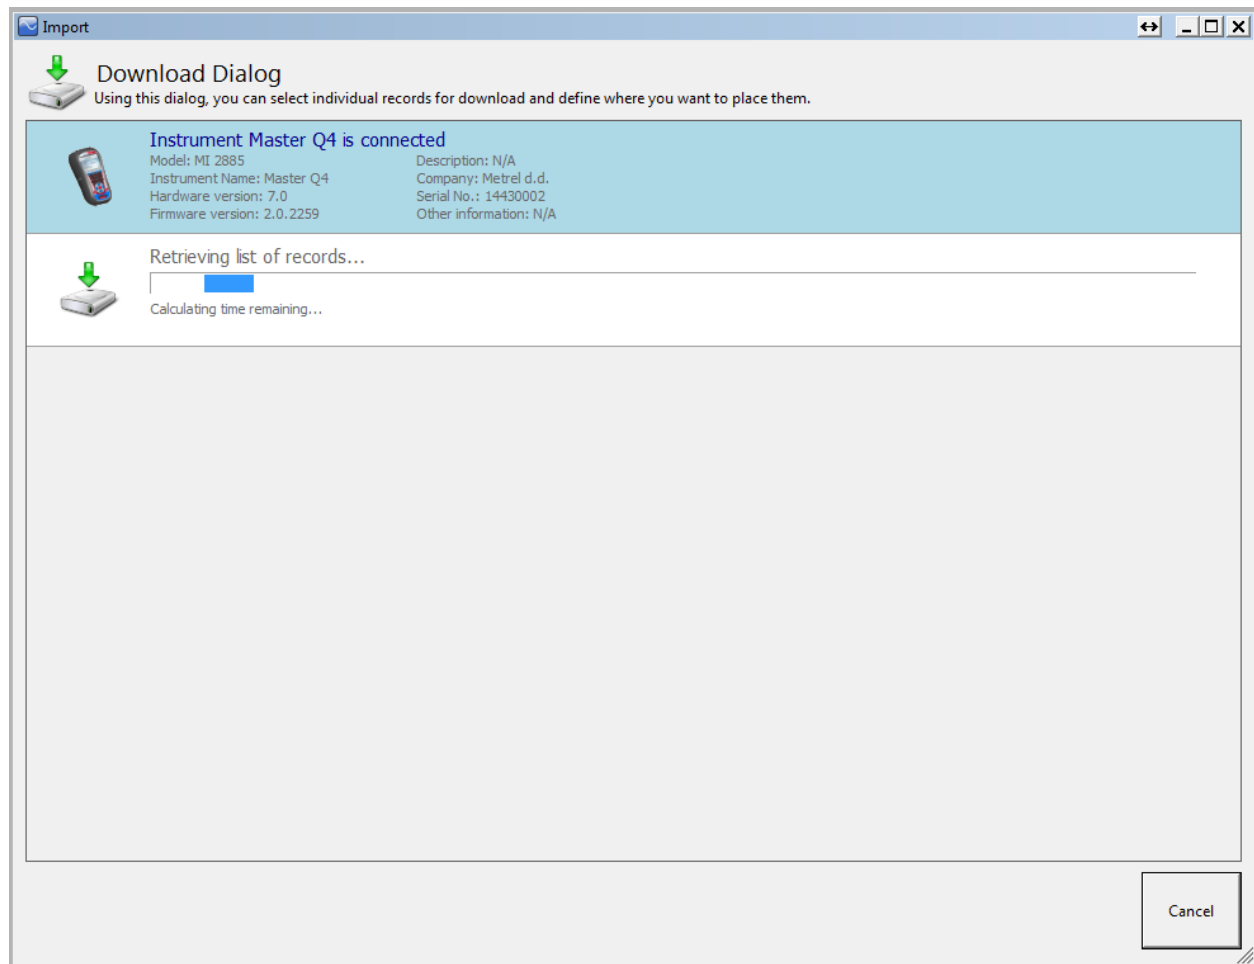 Import
Download Dialog
Using this dialog, you can select individual records for download and define where you want to place them.
Instrument Master Q4 is connected
Model: MI 2885
Description: N/A
Instrument Name: Master Q4
Company: Metrel d.d.
Hardware version: 7.0
Serial No.: 14430002
Firmware version: 2.0.2259
Other information: N/A
Retrieving list of records...
Calculating time remaining...
Cancel